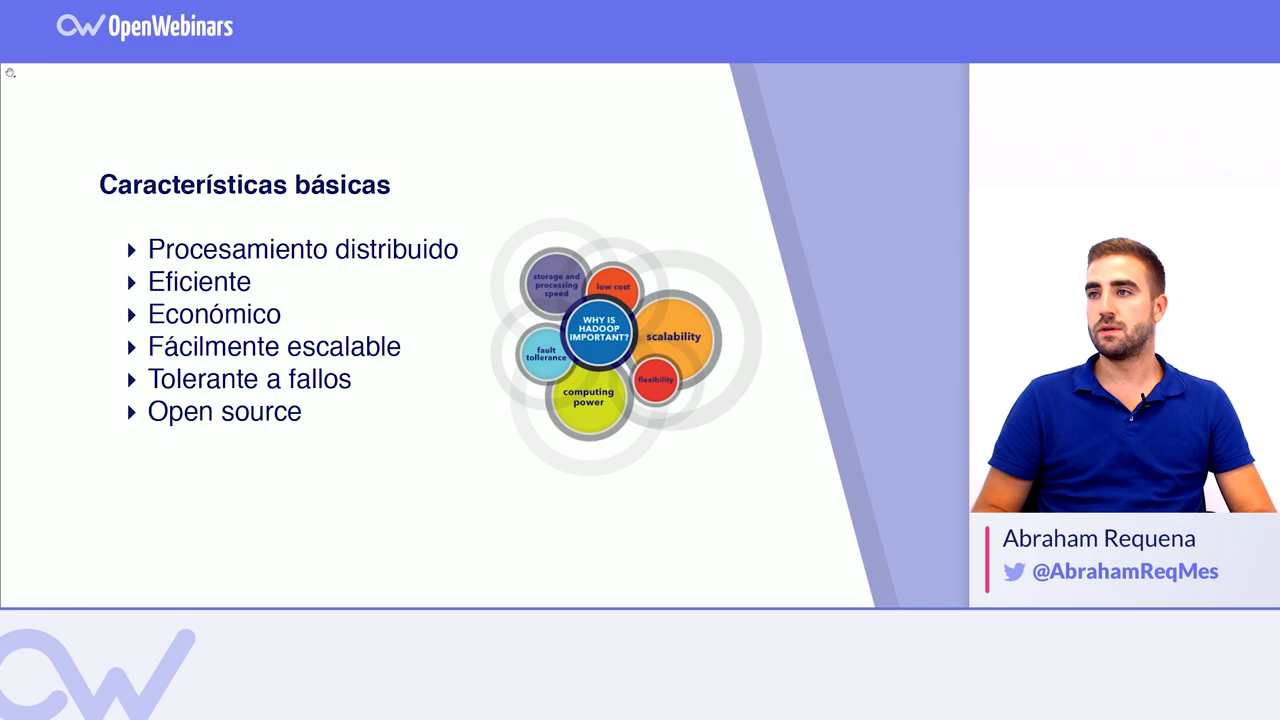 OpenWebinars
Características básicas
Procesamiento distribuido
Eficiente
Económico
Fácilmente escalable
Tolerante a fallos
Open source
storage and
processing
speed
low cost
WHY IS
HADOOP
IMPORTANT?
scalability
fault
tollerance
flexibility
computing
power
Abraham Requena
@AbrahamReqMes